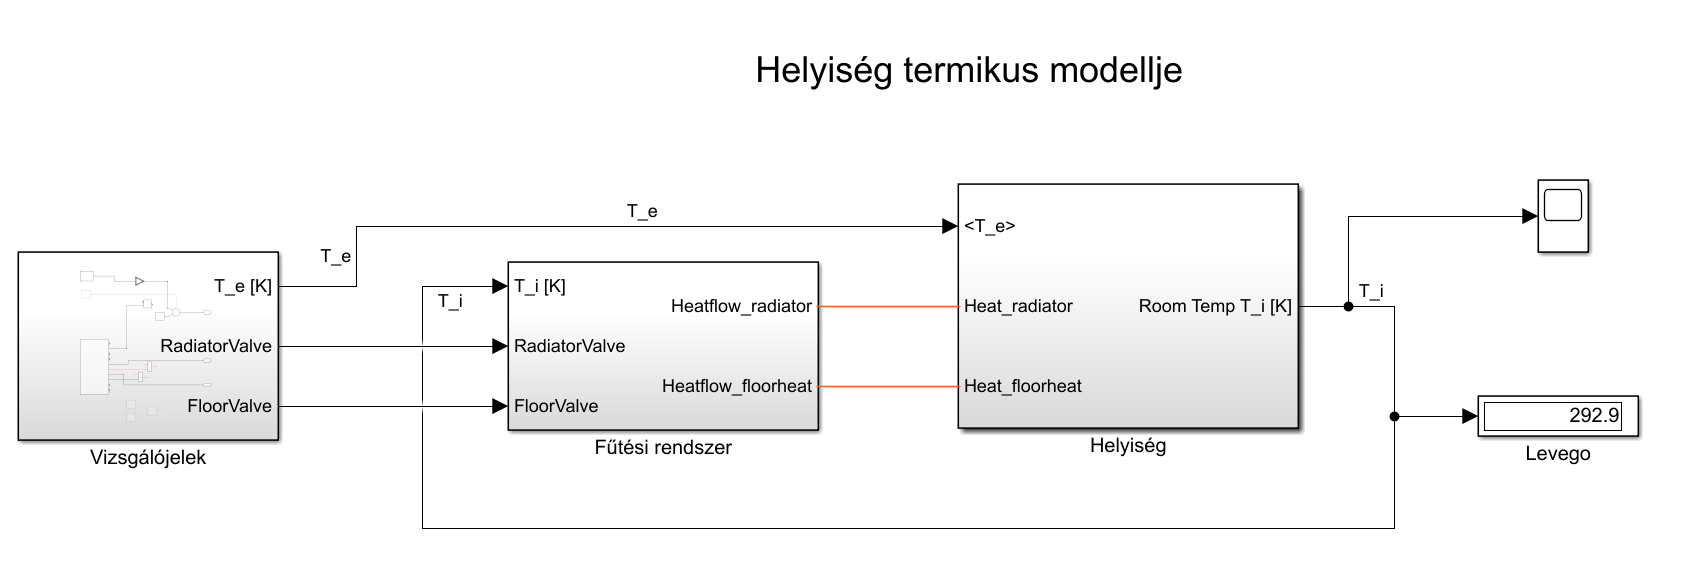 Helyiség termikus modellje
T_e
T_e
T_e [K]
RadiatorValve
FloorValve
Vizsgálójelek
T_i
T_i [K]
RadiatorValve
FloorValve
Heatflow_radiator
Heatflow_floorheat
Fűtési rendszer
<T_e>
Heat_radiator
Heat_floorheat
Room Temp T_i [K]
Helyiség
T_i
292.9
Levego